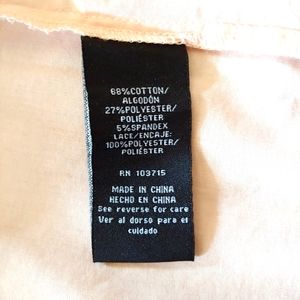 68%COTTON/
ALGODÓN
27%POLYESTER/
POLIÉSTER
5%SPANDEX
LACE/ENCAJE:
100%POLYESTER/
POLIÉSTER
RN 103715
MADE IN CHINA
HECHO EN CHINA
See reverse for care
Ver al dorso para el
cuidado